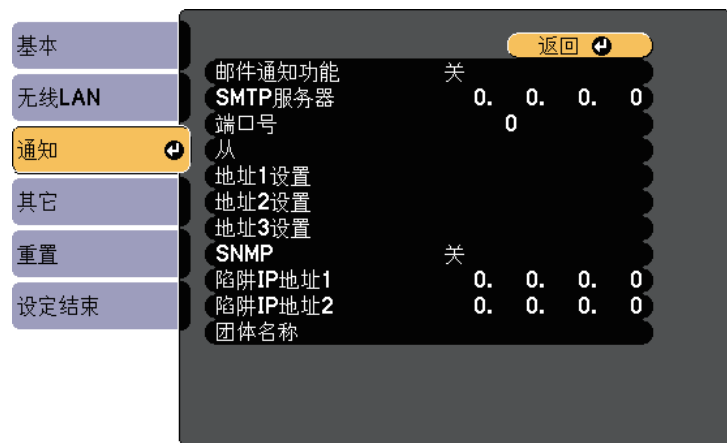 基本
无线LAN
通知
其它
重置
设定结束
返回
邮件通知功能 关
SMTP服务器 0. 0. 0. 0
端口号 0
从
地址1设置
地址2设置
地址3设置
SNMP 关
陷阱IP地址1 0. 0. 0. 0
陷阱IP地址2 0. 0. 0. 0
团体名称